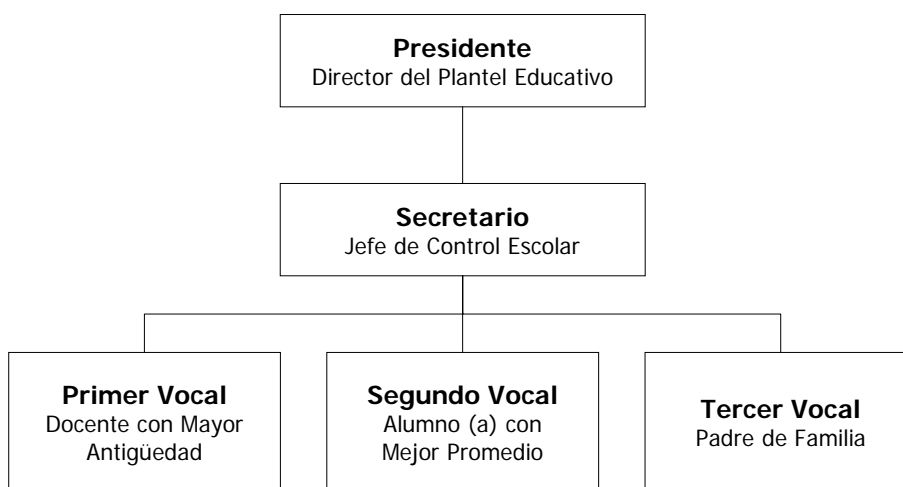 Presidente
Director del Plantel Educativo
Secretario
Jefe de Control Escolar
Primer Vocal
Docente con Mayor
Antigüedad
Segundo Vocal
Alumno (a) con
Mejor Promedio
Tercer Vocal
Padre de Familia